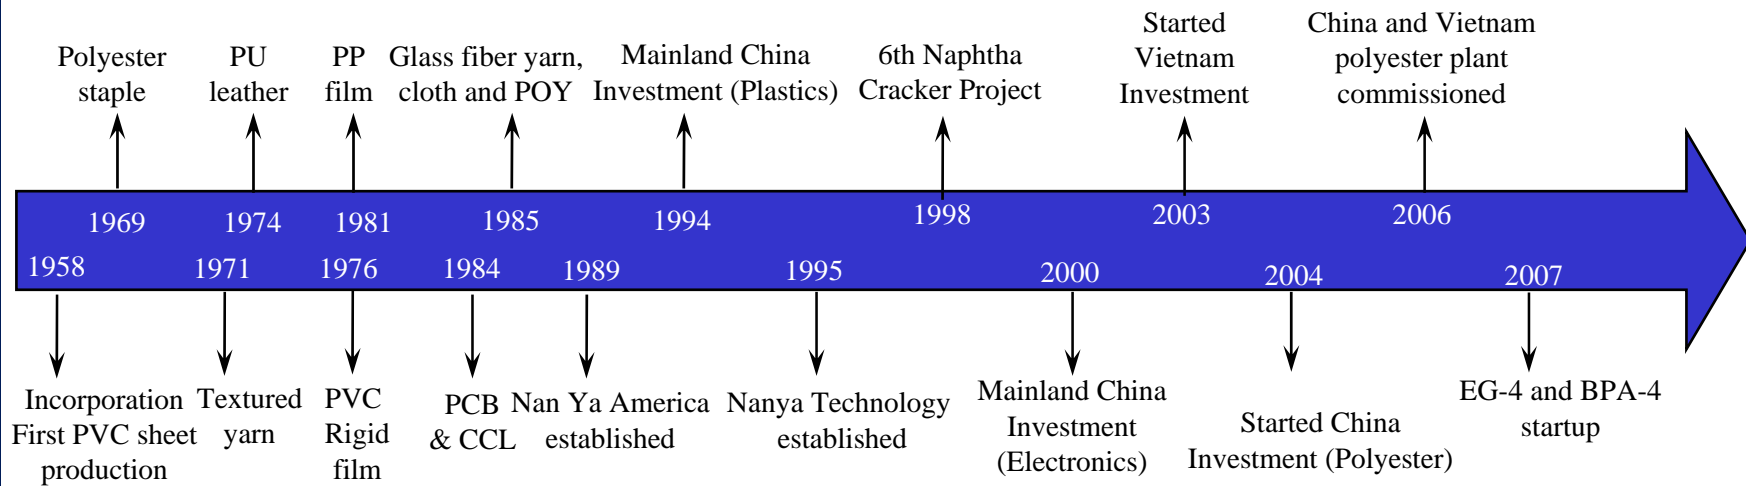 Polyester
staple
PU
leather
PP
film
Glass fiber yarn,
cloth and POY
Mainland China
Investment (Plastics)
6th Naphtha
Cracker Project
Started
Vietnam
Investment
China and Vietnam
polyester plant
commissioned
1969
1974
1981
1985
1994
1998
2003
2006
1958
1971
1976
1984
1989
1995
2000
2004
2007
Incorporation
First PVC sheet
production
Textured
yarn
PVC
Rigid
film
PCB
& CCL
Nan Ya America
established
Nanya Technology
established
Mainland China
Investment
(Electronics)
Started China
Investment (Polyester)
EG-4 and BPA-4
startup